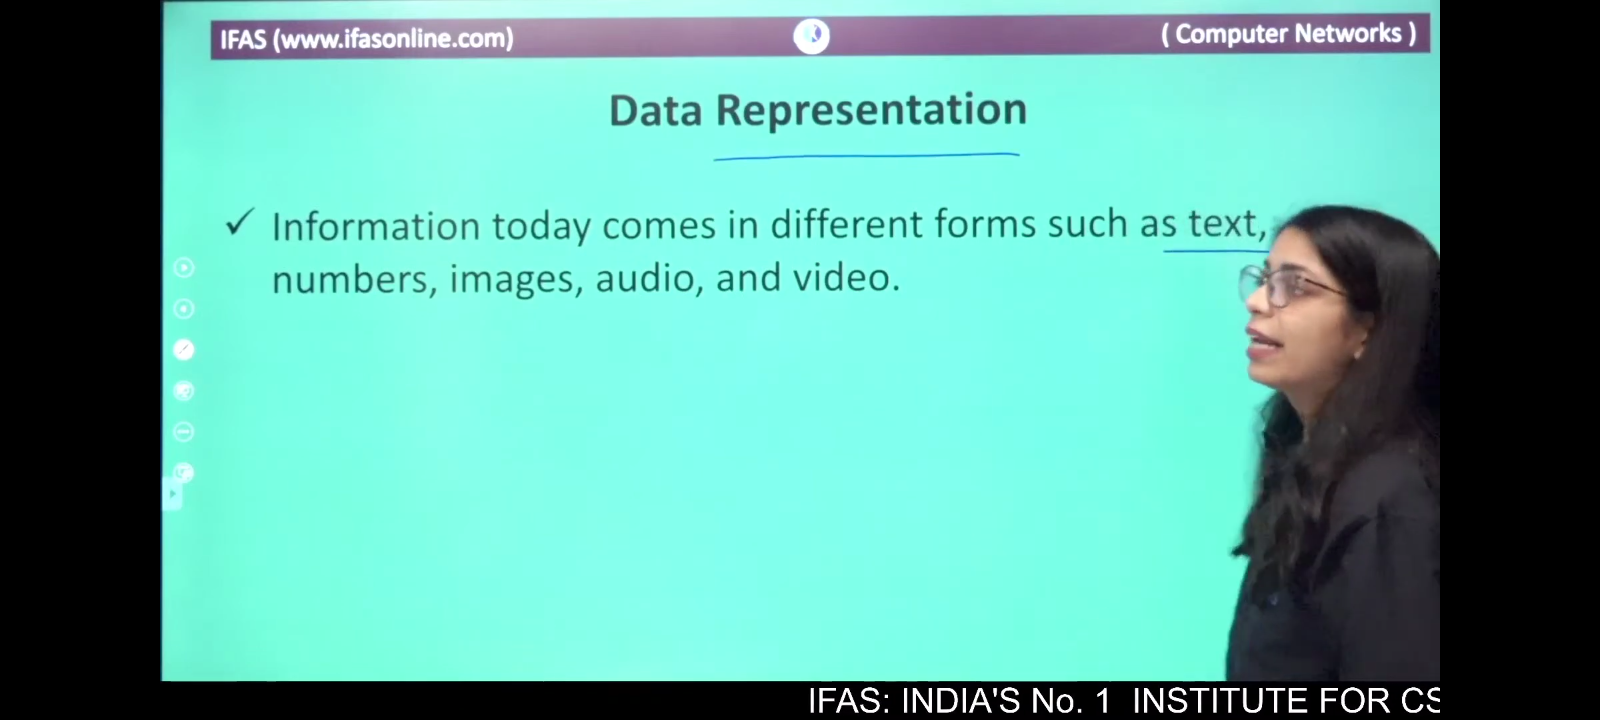 IFAS (www.ifasonline.com)
( Computer Networks )
Data Representation
✓ Information today comes in different forms such as text,
numbers, images, audio, and video.
IFAS: INDIA'S No. 1 INSTITUTE FOR CS